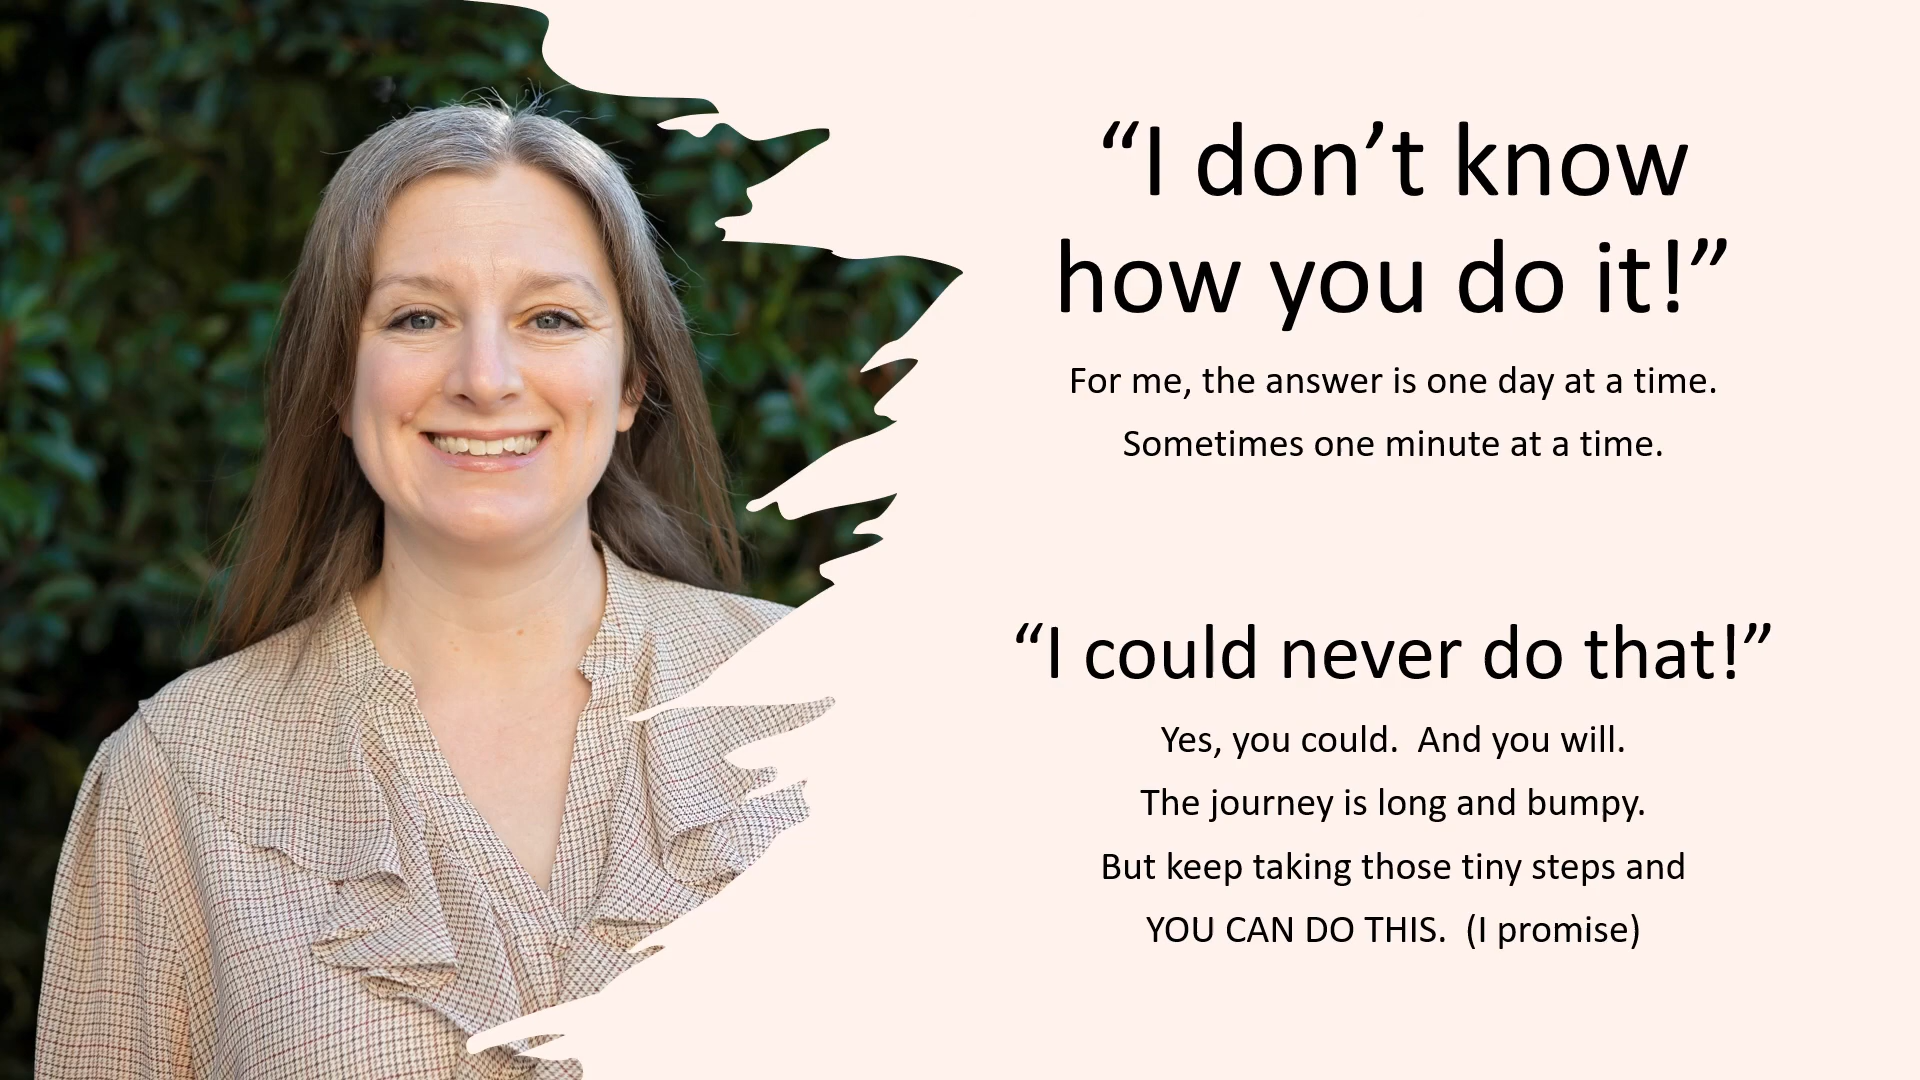 “I don’t know
how you do it!”
For me, the answer is one day at a time.
Sometimes one minute at a time.
“I could never do that!”
Yes, you could.  And you will.
The journey is long and bumpy.
But keep taking those tiny steps and
YOU CAN DO THIS.  (I promise)